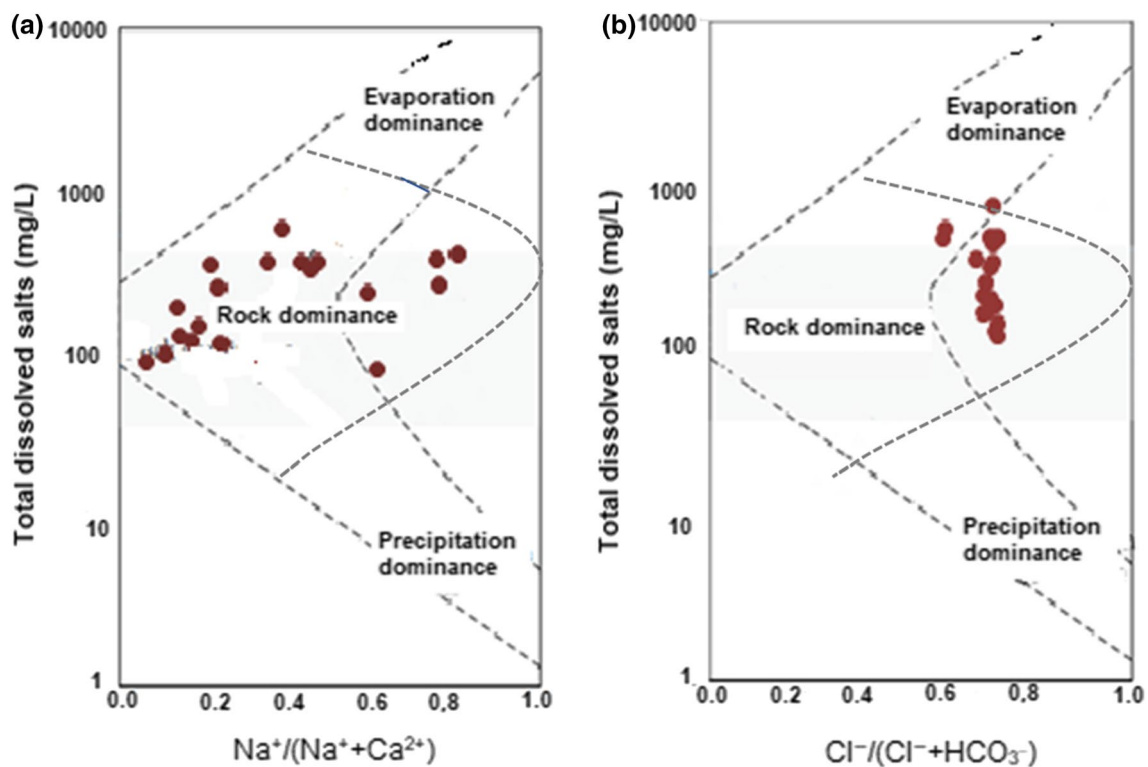 (a)
10000
1000
100
10
1
Total dissolved salts (mg/L)
Evaporation
dominance
Rock dominance
Precipitation
dominance
0.0 0.2 0.4 0.6 0,8 1.0
Na⁺/(Na⁺+Ca²⁺)
(b)
10000
1000
100
10
1
Total dissolved salts (mg/L)
Evaporation
dominance
Rock dominance
Precipitation
dominance
0.0 0.2 0.4 0.6 0,8 1.0
Cl⁻/(Cl⁻+HCO₃⁻)